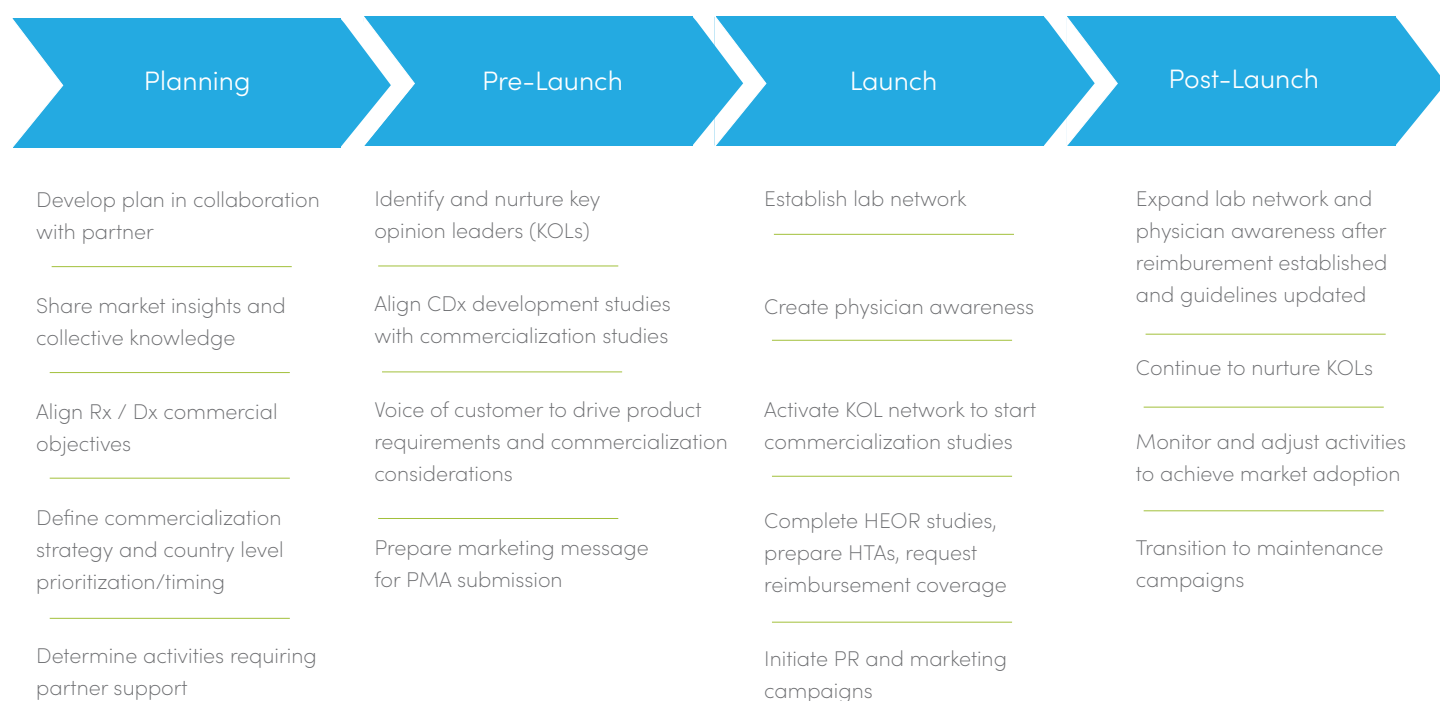 Planning
Pre-Launch
Launch
Post-Launch
Develop plan in collaboration
with partner
Share market insights and
collective knowledge
Align Rx / Dx commercial
objectives
Define commercialization
strategy and country level
prioritization/timing
Determine activities requiring
partner support
Identify and nurture key
opinion leaders (KOLs)
Align CDx development studies
with commercialization studies
Voice of customer to drive product
requirements and commercialization
considerations
Prepare marketing message
for PMA submission
Establish lab network
Create physician awareness
Activate KOL network to start
commercialization studies
Complete HEOR studies,
prepare HTAs, request
reimbursement coverage
Initiate PR and marketing
campaigns
Expand lab network and
physician awareness after
reimburement established
and guidelines updated
Continue to nurture KOLs
Monitor and adjust activities
to achieve market adoption
Transition to maintenance
campaigns